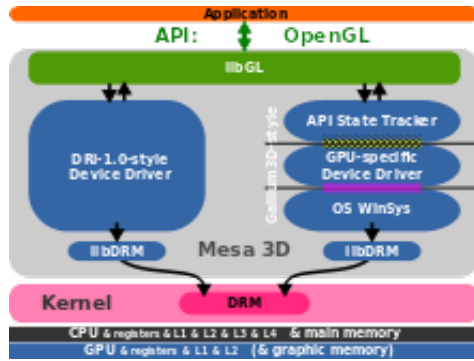 Application
API: OpenGL
libGL
DRI-1.0-style
Device Driver
Gallium 3D-style
API State Tracker
GPU-specific
Device Driver
OS WinSys
libDRM
Mesa 3D
libDRM
Kernel
DRM
CPU & registers & L1 & L2 & L3 & L4 & main memory
GPU & registers & L1 & L2 (& graphic memory)